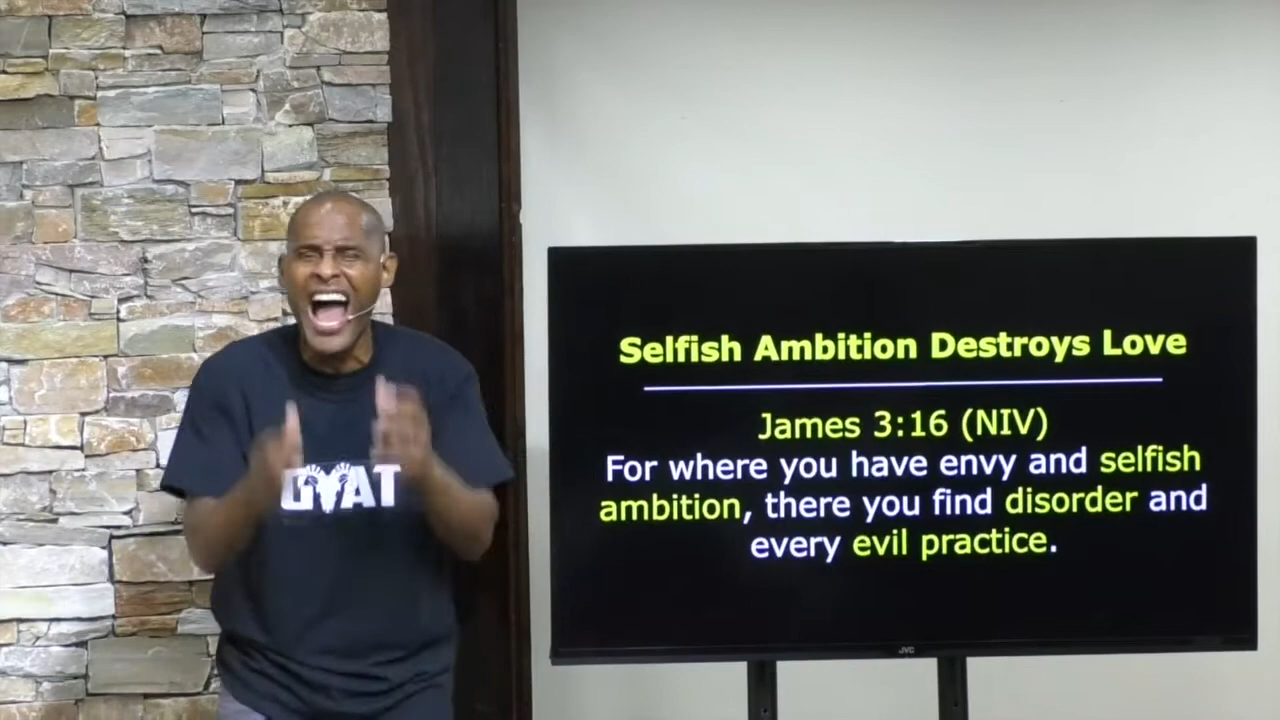 GOAT
Selfish Ambition Destroys Love
James 3:16 (NIV)
For where you have envy and selfish
ambition, there you find disorder and
every evil practice.
JVC